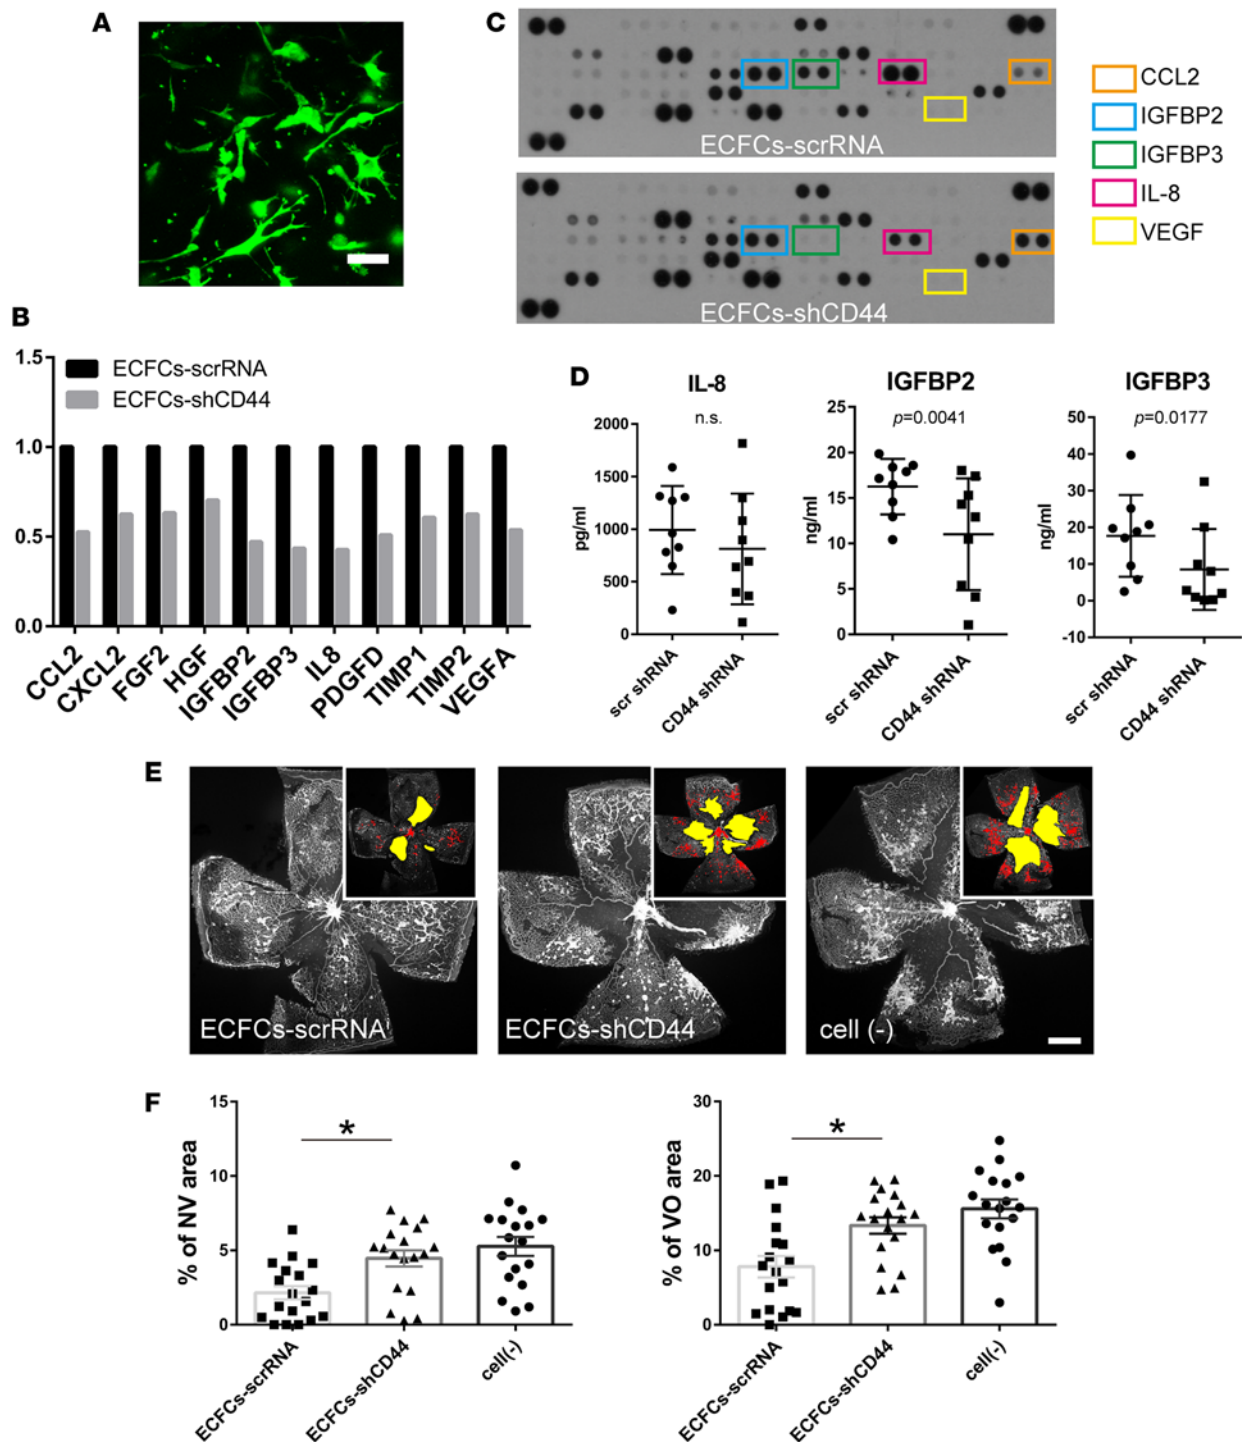 A
C
ECFCs-scrRNA
ECFCs-shCD44
CCL2
IGFBP2
IGFBP3
IL-8
VEGF
B
1.5
1.0
0.5
0.0
ECFCs-scrRNA
ECFCs-shCD44
CCL2
CXCL2
FGF2
HGF
IGFBP2
IGFBP3
IL8
PDGFD
TIMP1
TIMP2
VEGFA
D
IL-8
n.s.
pg/ml
2000
1500
1000
500
0
scr shRNA
CD44 shRNA
IGFBP2
p=0.0041
ng/ml
25
20
15
10
5
0
scr shRNA
CD44 shRNA
IGFBP3
p=0.0177
ng/ml
50
40
30
20
10
0
-10
scr shRNA
CD44 shRNA
E
ECFCs-scrRNA
ECFCs-shCD44
cell (-)
F
% of NV area
15
10
5
0
*
ECFCs-scrRNA
ECFCs-shCD44
cell(-)
% of VO area
30
20
10
0
*
ECFCs-scrRNA
ECFCs-shCD44
cell(-)